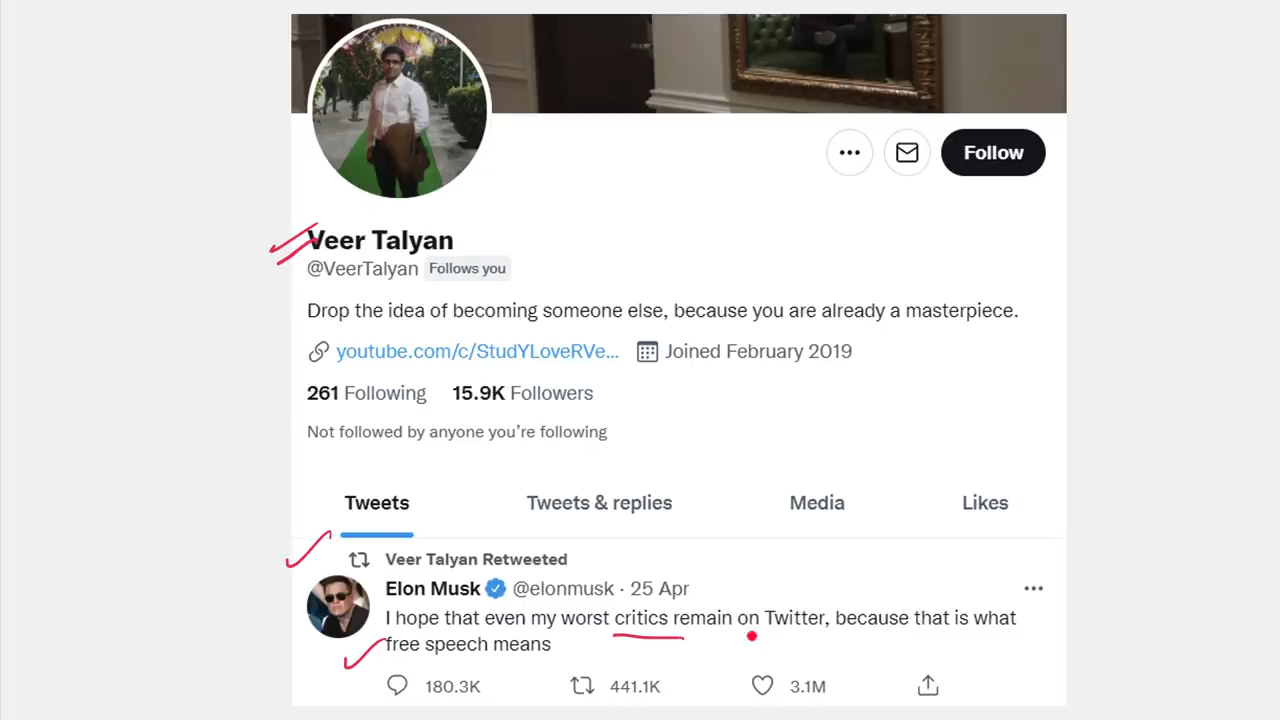 Follow
Veer Talyan
@VeerTalyan Follows you
Drop the idea of becoming someone else, because you are already a masterpiece.
youtube.com/c/StudYLoveRVe... Joined February 2019
261 Following 15.9K Followers
Not followed by anyone you’re following
Tweets Tweets & replies Media Likes
Veer Talyan Retweeted
Elon Musk @elonmusk · 25 Apr
I hope that even my worst critics remain on Twitter, because that is what
free speech means
180.3K 441.1K 3.1M